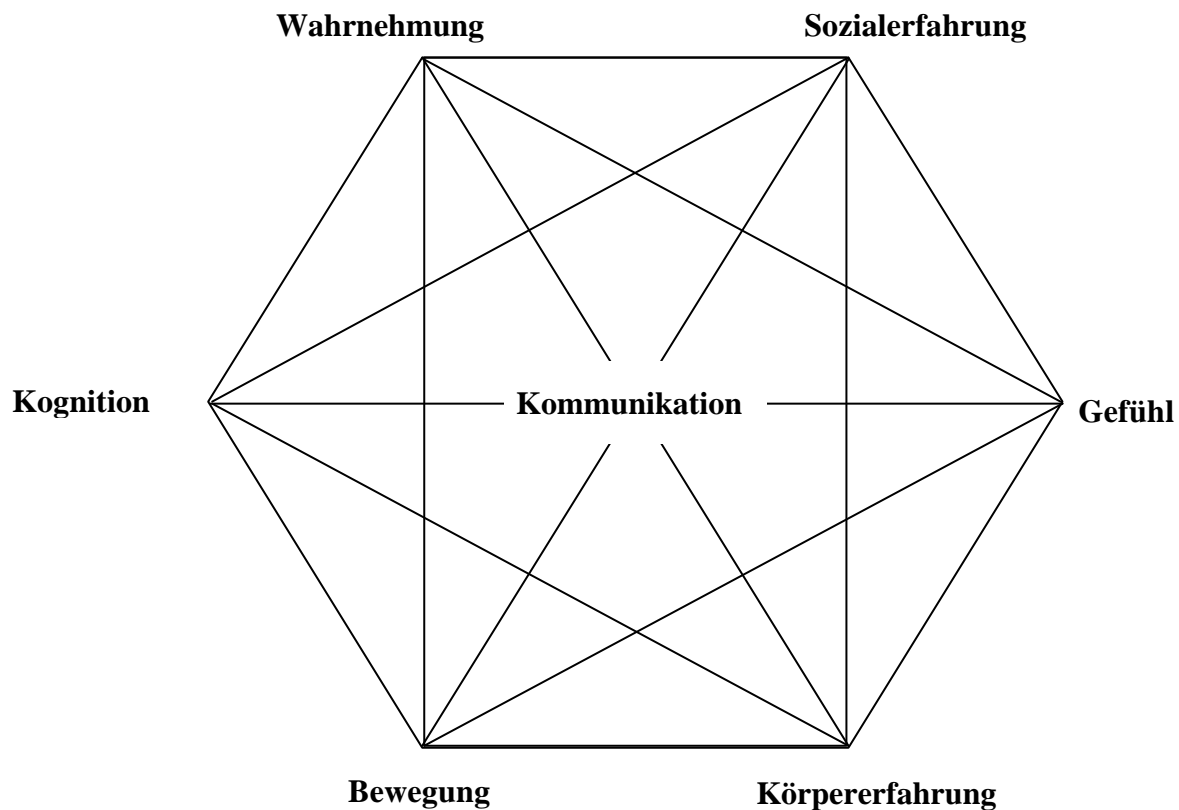 Wahrnehmung
Sozialerfahrung
Kognition
Kommunikation
Gefühl
Bewegung
Körpererfahrung